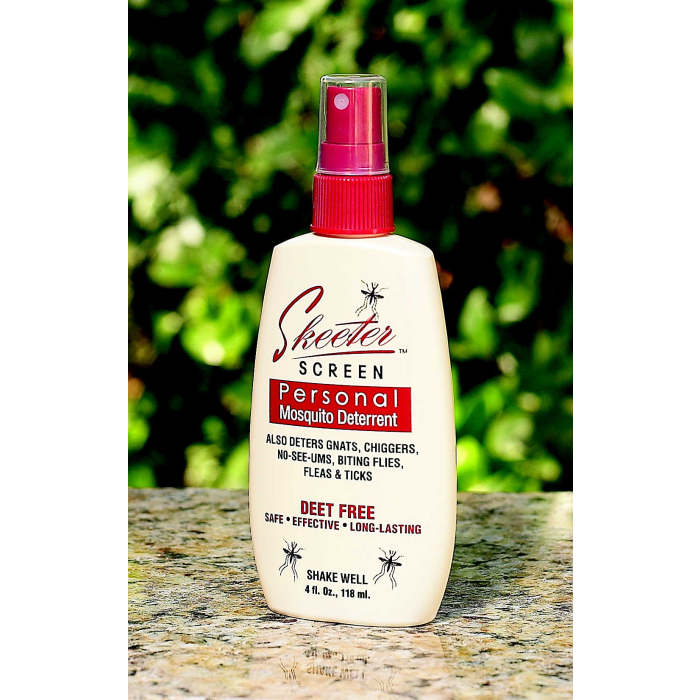 Skeeter™
SCREEN
Personal
Mosquito Deterrent
ALSO DETERS GNATS, CHIGGERS,
NO-SEE-UMS, BITING FLIES,
FLEAS & TICKS
DEET FREE
SAFE • EFFECTIVE • LONG-LASTING
SHAKE WELL
4 fl. Oz., 118 ml.